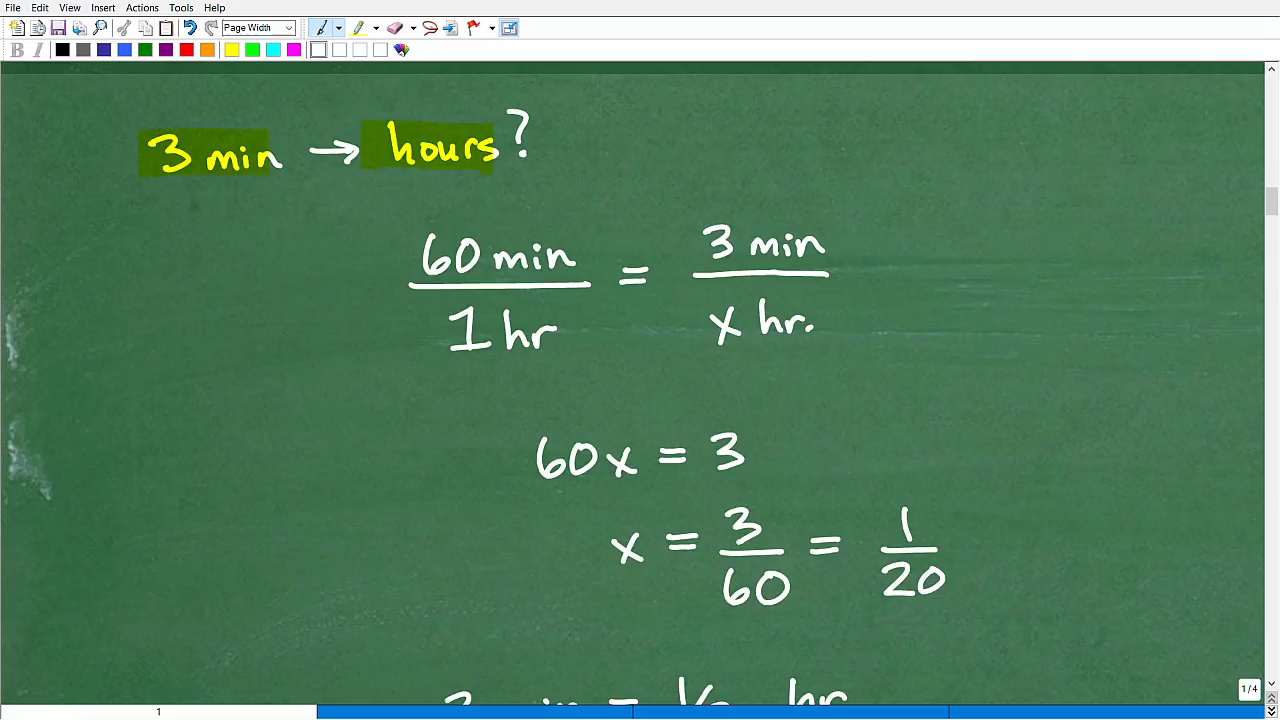 File Edit View Insert Actions Tools Help
Page Width
B I
3 min → hours?
60 min / 1 hr = 3 min / x hr.
60x = 3
x = 3/60 = 1/20
hr
1/4
1